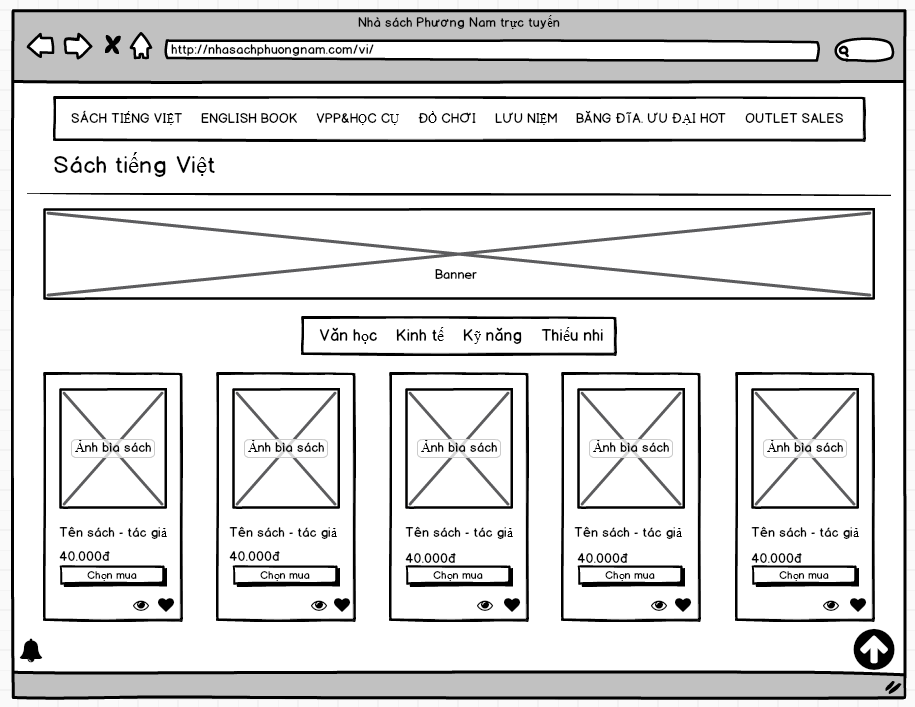 Nhà sách Phương Nam trực tuyến
http://nhasachphuongnam.com/vi/
SÁCH TIẾNG VIỆT ENGLISH BOOK VPP&HỌC CỤ ĐỒ CHƠI LƯU NIỆM BĂNG ĐĨA. ƯU ĐẠI HOT OUTLET SALES
Sách tiếng Việt
Banner
Văn học Kinh tế Kỹ năng Thiếu nhi
Ảnh bìa sách Ảnh bìa sách Ảnh bìa sách Ảnh bìa sách Ảnh bìa sách
Tên sách - tác giả Tên sách - tác giả Tên sách - tác giả Tên sách - tác giả Tên sách - tác giả
40.000đ 40.000đ 40.000đ 40.000đ 40.000đ
Chọn mua Chọn mua Chọn mua Chọn mua Chọn mua